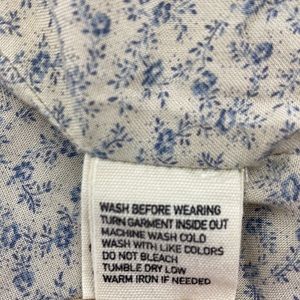 WASH BEFORE WEARING
TURN GARMENT INSIDE OUT
MACHINE WASH COLD
WASH WITH LIKE COLORS
DO NOT BLEACH
TUMBLE DRY LOW
WARM IRON IF NEEDED